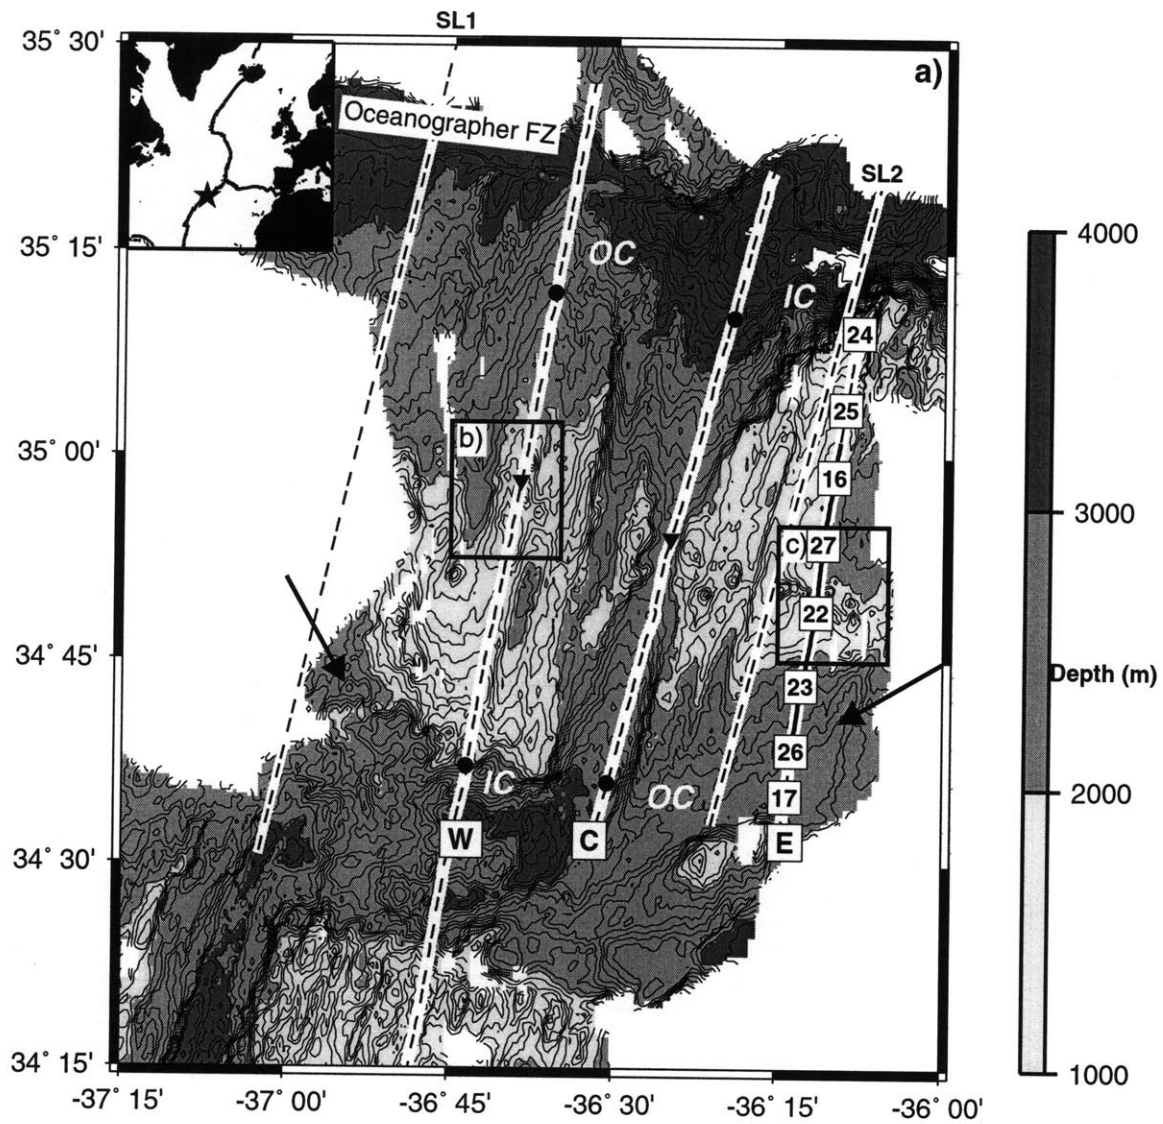 SL1
35° 30'
a)
Oceanographer FZ
SL2
35° 15'
OC
IC
4000
24
25
35° 00'
b)
16
3000
c)
27
22
34° 45'
23
Depth (m)
26
IC
OC
17
2000
W
C
E
34° 30'
34° 15'
1000
-37° 15'
-37° 00'
-36° 45'
-36° 30'
-36° 15'
-36° 00'